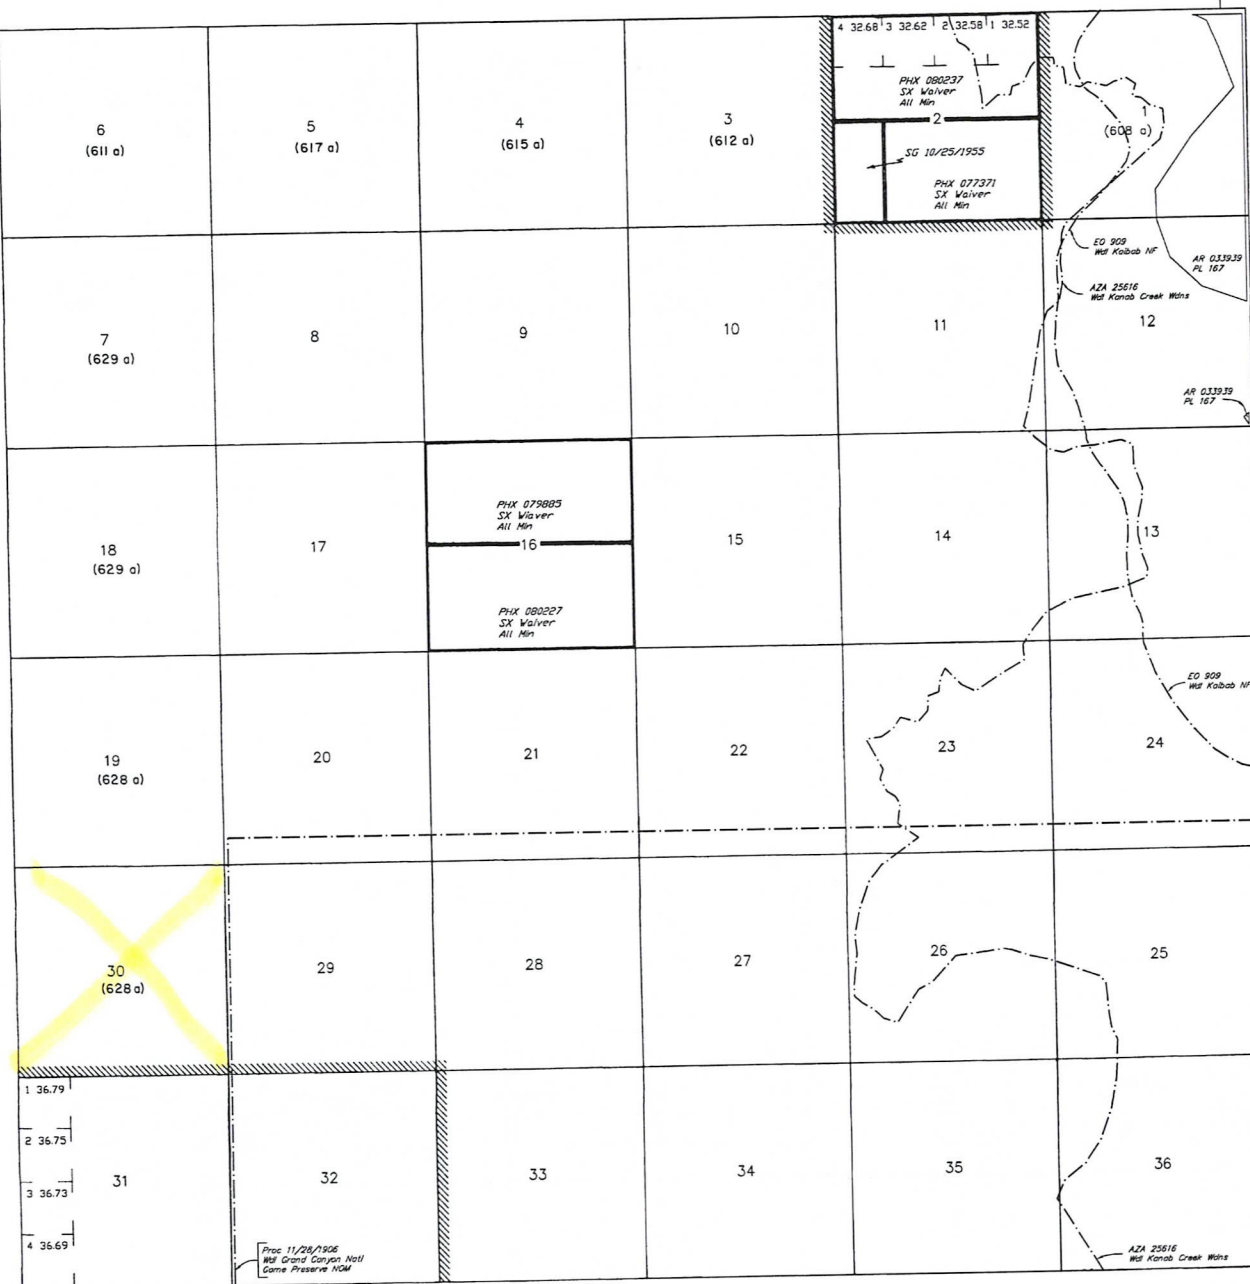 4 32.68 3 32.62 2 32.58 1 32.52
PHX 080237
SX Waiver
All Min
6
(611 a)
5
(617 a)
4
(615 a)
3
(612 a)
2
1
(608 a)
SG 10/25/1955
PHX 077371
SX Waiver
All Min
EO 909
Wdl Kaibab NF
AR 033939
PL 167
AZA 25616
Wdl Kanab Creek Wdns
7
(629 a)
8
9
10
11
12
AR 033939
PL 167
PHX 079885
SX Wiaver
All Min
18
(629 a)
17
16
15
14
13
PHX 080227
SX Waiver
All Min
EO 909
Wdl Kaibab NF
19
(628 a)
20
21
22
23
24
30
(628 a)
29
28
27
26
25
1 36.79
2 36.75
3 36.73
4 36.69
31
32
33
34
35
36
Proc 11/28/1906
Wdl Grand Canyon Natl
Game Preserve NOM
AZA 25616
Wdl Kanab Creek Wdns